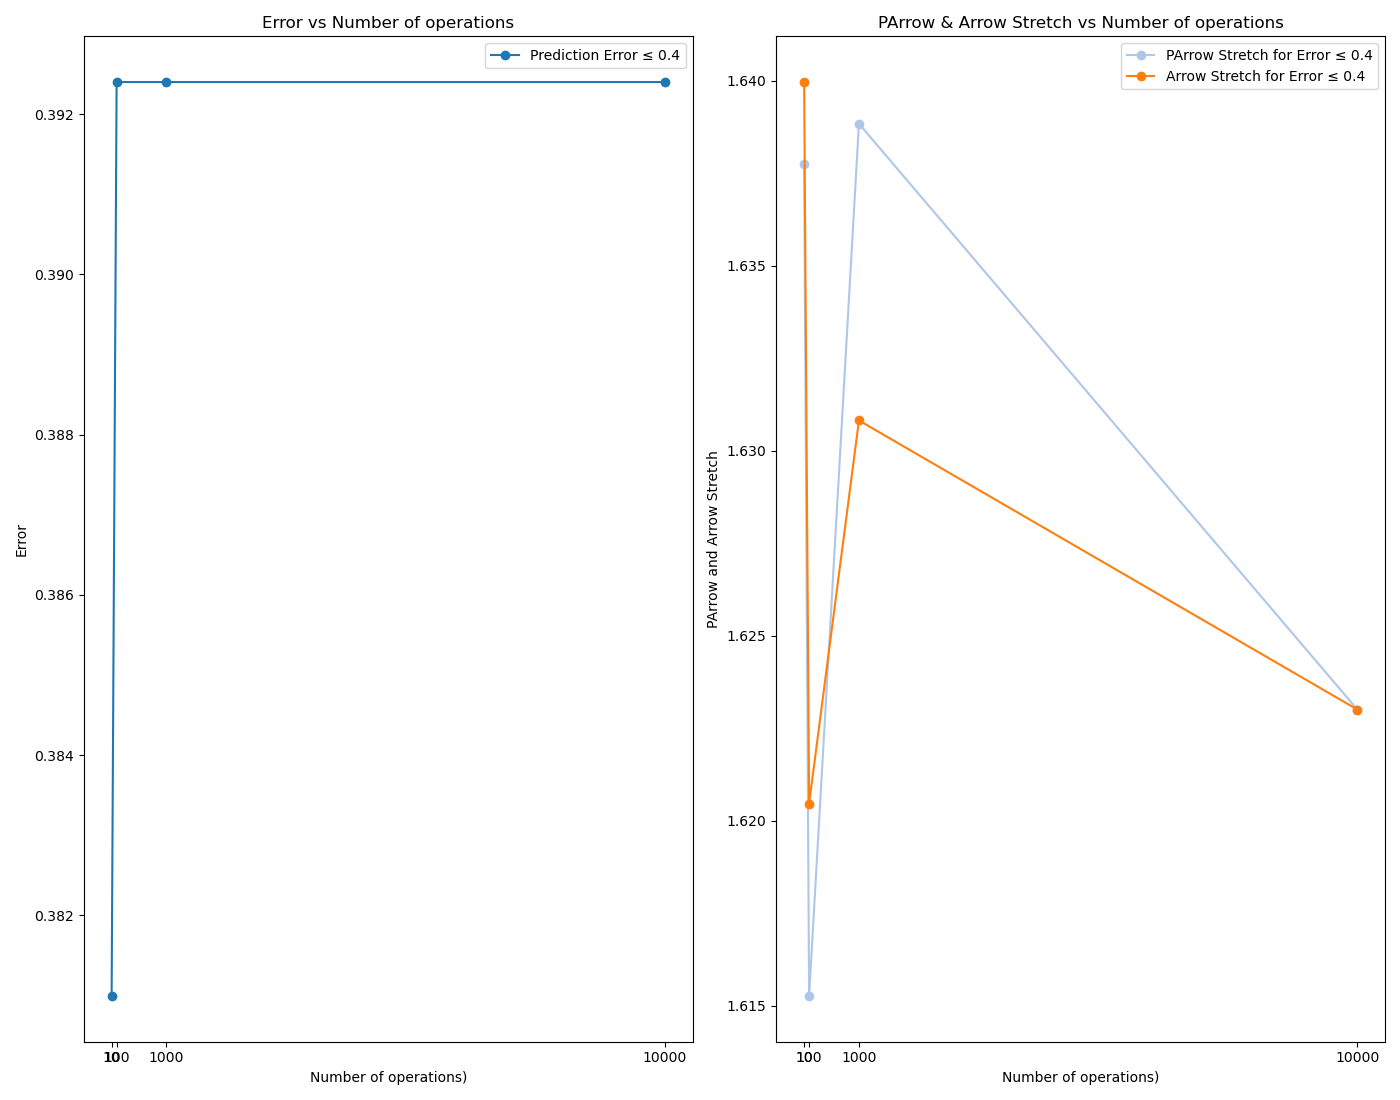 Error vs Number of operations
Prediction Error ≤ 0.4
0.392
0.390
0.388
0.386
0.384
0.382
Error
10
100
1000
10000
Number of operations)
PArrow & Arrow Stretch vs Number of operations
PArrow Stretch for Error ≤ 0.4
Arrow Stretch for Error ≤ 0.4
1.640
1.635
1.630
1.625
1.620
1.615
PArrow and Arrow Stretch
10
100
1000
10000
Number of operations)